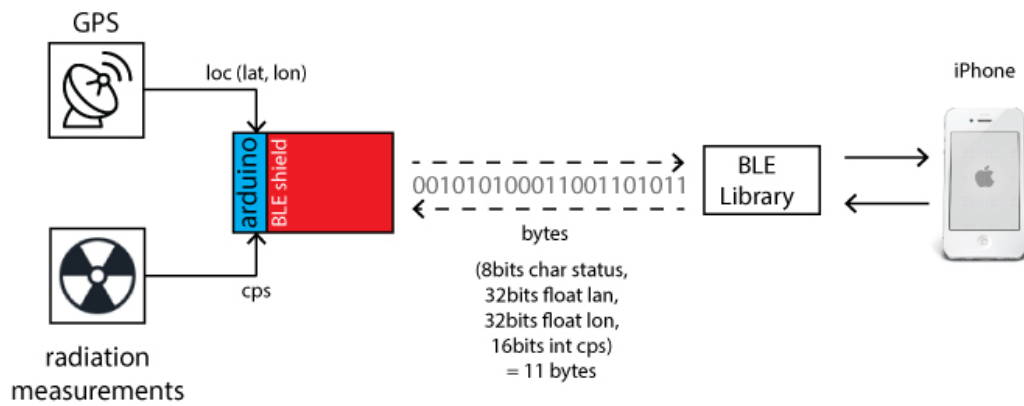 GPS
loc (lat, lon)
iPhone
arduino
BLE shield
001010100011001101011
BLE
Library
bytes
(8bits char status,
32bits float lan,
32bits float lon,
16bits int cps)
= 11 bytes
cps
radiation
measurements